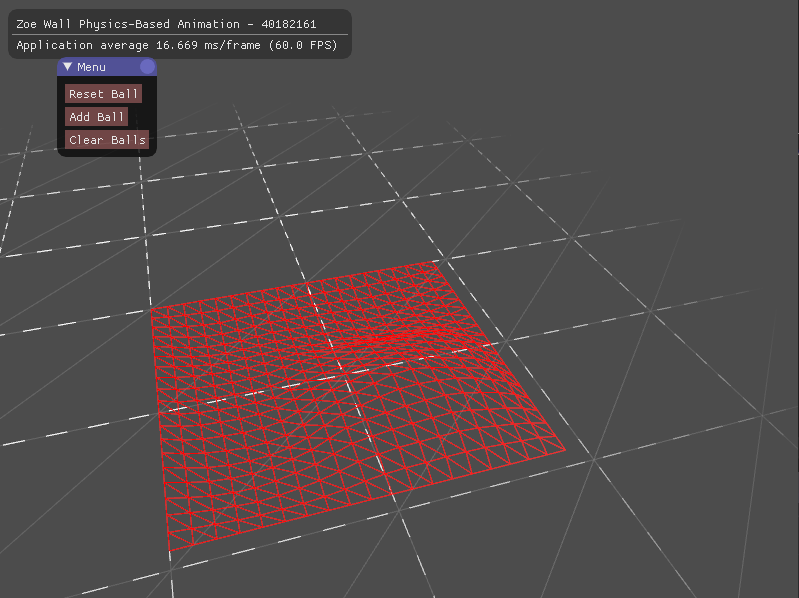 Zoe Wall Physics-Based Animation - 40182161
Application average 16.669 ms/frame (60.0 FPS)
Menu
Reset Ball
Add Ball
Clear Balls